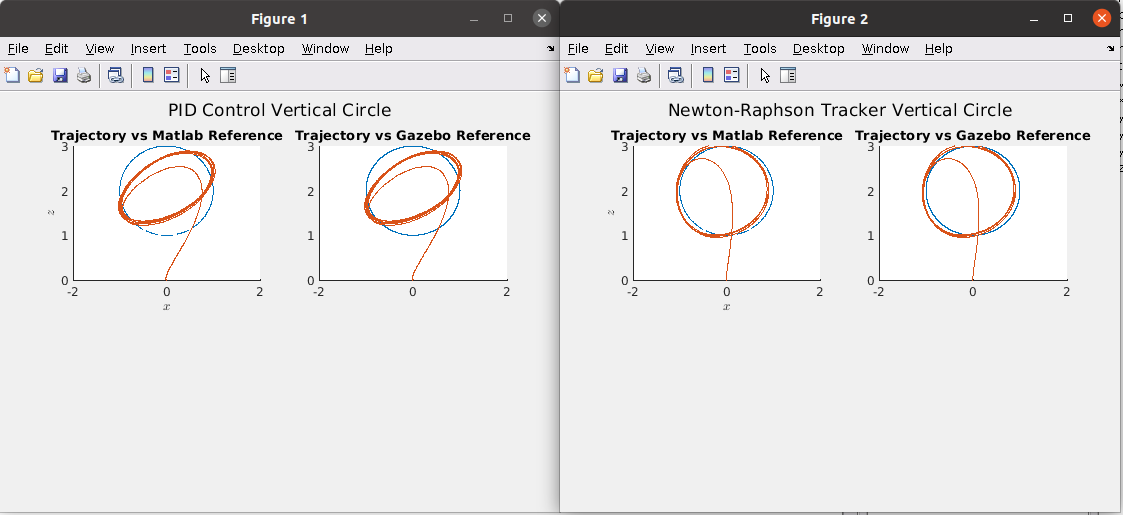 Figure 1
File Edit View Insert Tools Desktop Window Help
PID Control Vertical Circle
Trajectory vs Matlab Reference
3
2
1
0
z
-2 0 2
x
Trajectory vs Gazebo Reference
3
2
1
0
-2 0 2
Figure 2
File Edit View Insert Tools Desktop Window Help
Newton-Raphson Tracker Vertical Circle
Trajectory vs Matlab Reference
3
2
1
0
z
-2 0 2
x
Trajectory vs Gazebo Reference
3
2
1
0
-2 0 2